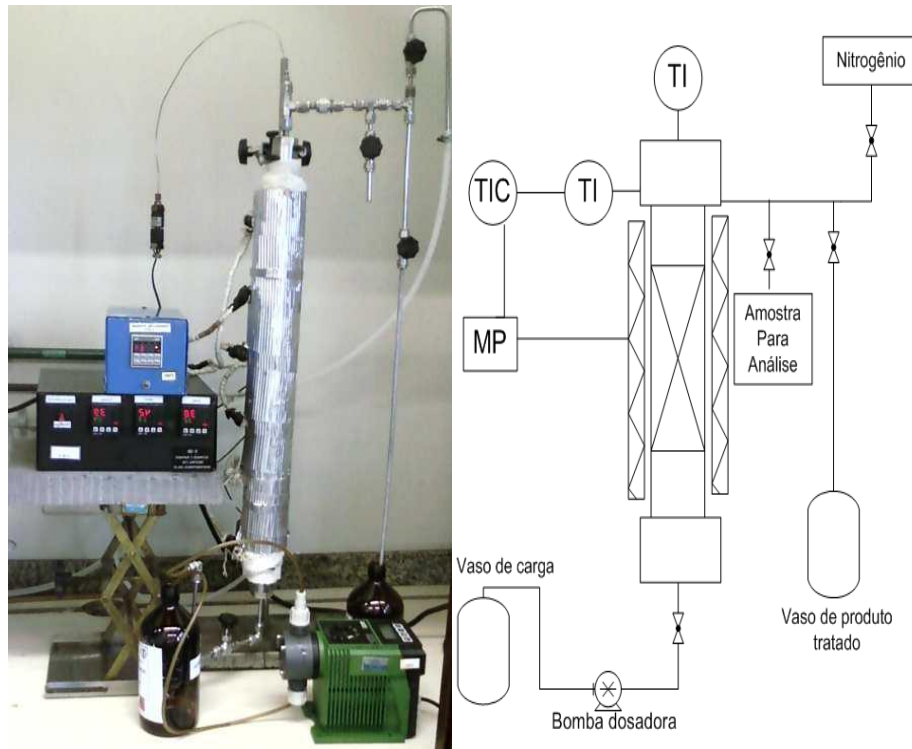 TI
Nitrogênio
TIC
TI
MP
Amostra
Para
Análise
Vaso de carga
Vaso de produto
tratado
Bomba dosadora